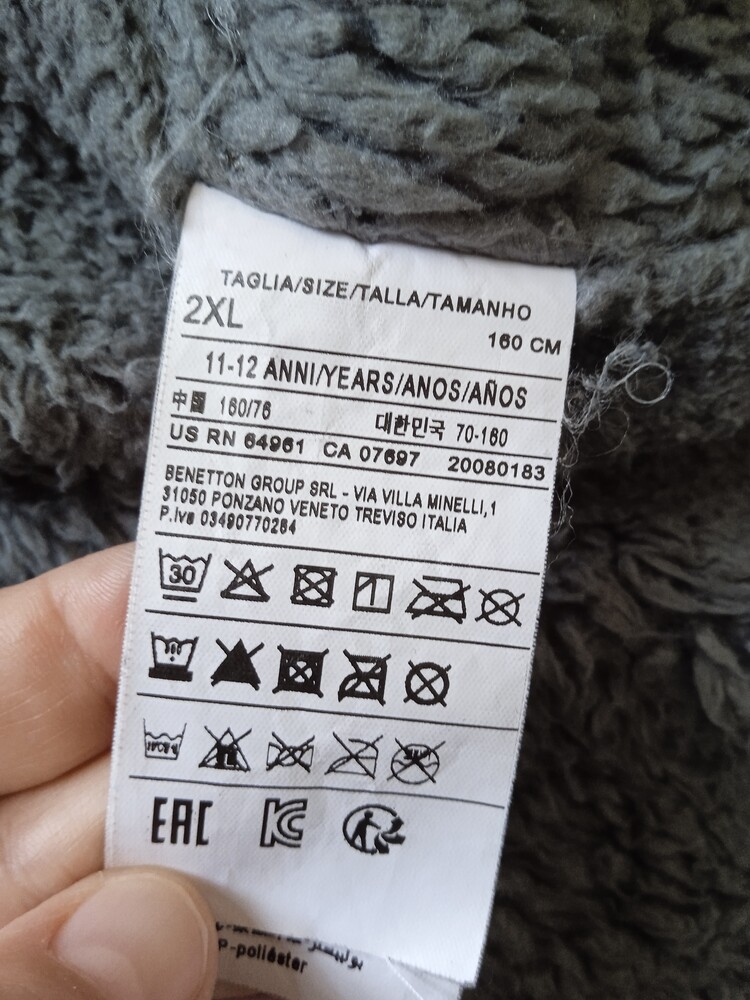 TAGLIA/SIZE/TALLA/TAMANHO
2XL
160 CM
11-12 ANNI/YEARS/ANOS/AÑOS
中国 160/76 대한민국 70-160
US RN 64961 CA 07697 20080183
BENETTON GROUP SRL - VIA VILLA MINELLI,1
31050 PONZANO VENETO TREVISO ITALIA
P.Iva 03490770264
30
EAC KC
P-poliéster